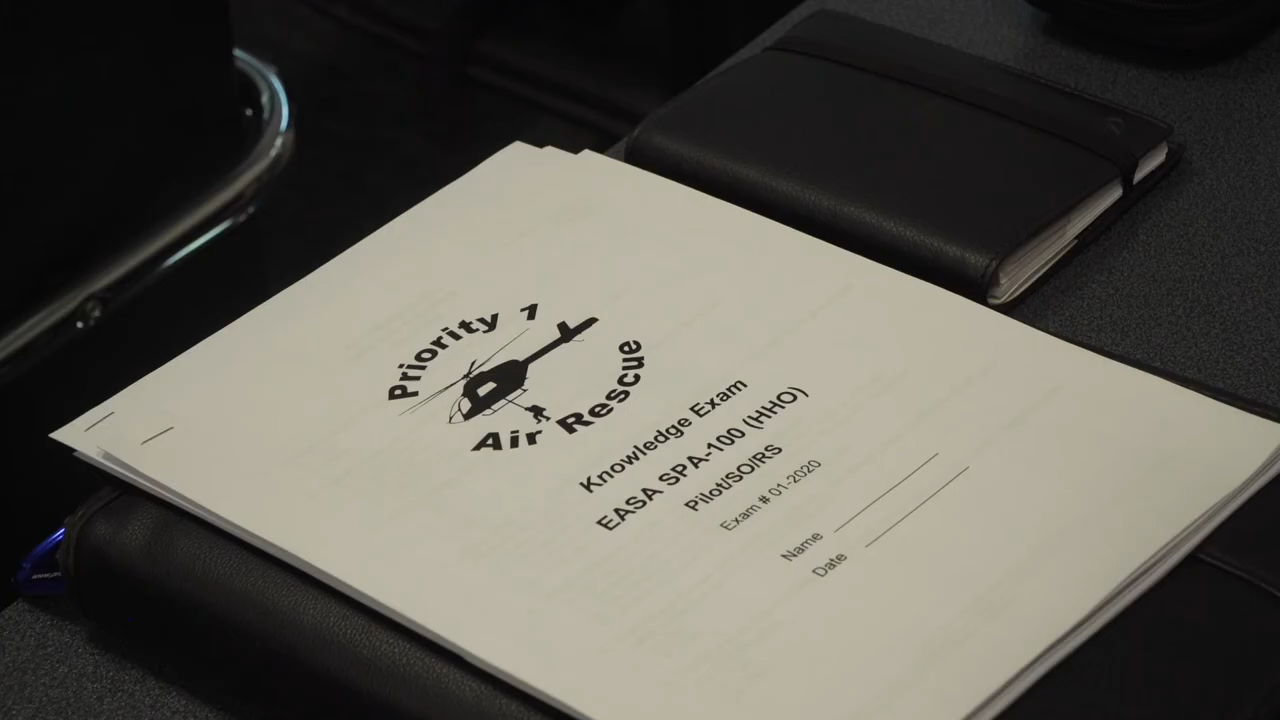 Priority 1
Air Rescue
Knowledge Exam
EASA SPA-100 (HHO)
Pilot/SO/RS
Exam # 01-2020
Name
Date